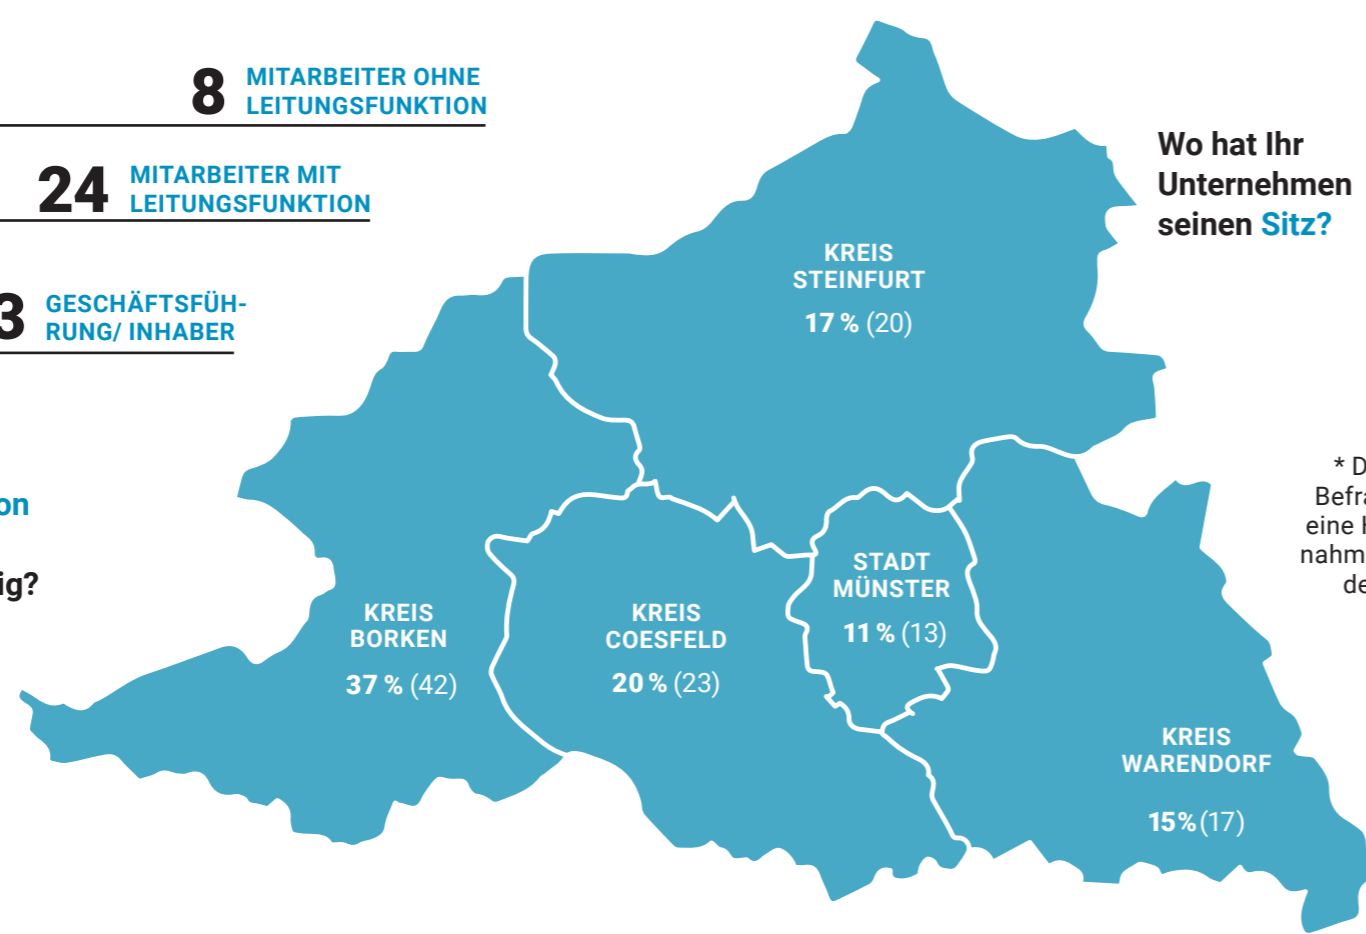 8 MITARBEITER OHNE
LEITUNGSFUNKTION
24 MITARBEITER MIT
LEITUNGSFUNKTION
3 GESCHÄFTSFÜH-
RUNG/ INHABER
on
ig?
Wo hat Ihr
Unternehmen
seinen Sitz?
KREIS
STEINFURT
17 % (20)
STADT
MÜNSTER
11 % (13)
KREIS
BORKEN
37 % (42)
KREIS
COESFELD
20 % (23)
KREIS
WARENDORF
15% (17)
* D
Befra
eine
nahm
de